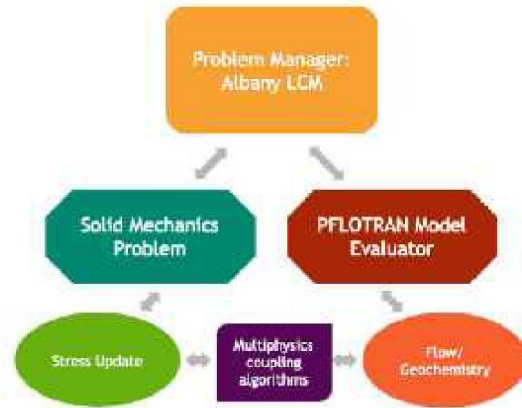 Problem Manager:
Albany LCM
Solid Mechanics
Problem
PFLOTRAN Model
Evaluator
Stress Update
Multiphysics
coupling
algorithms
Flow/
Geochemistry